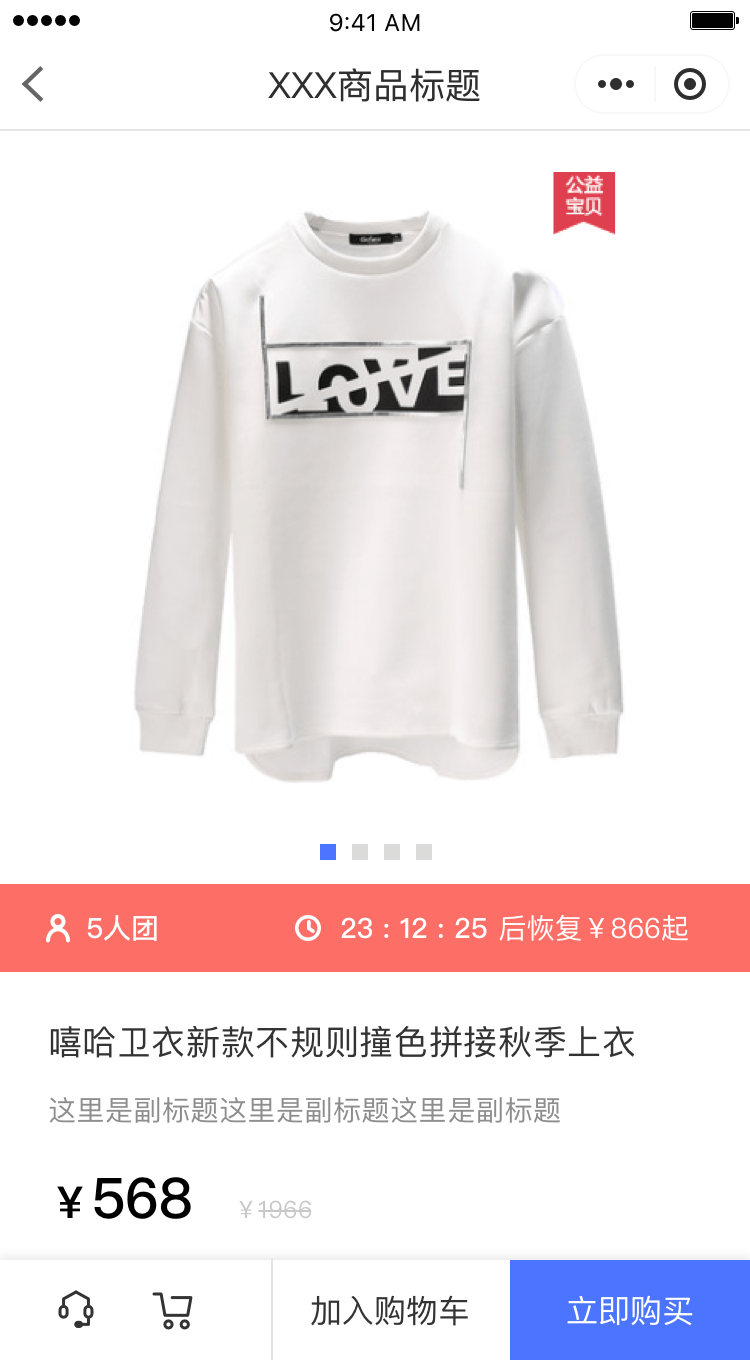 9:41 AM
XXX商品标题
公益
宝贝
LOVE
5人团
23 : 12 : 25 后恢复￥866起
嘻哈卫衣新款不规则撞色拼接秋季上衣
这里是副标题这里是副标题这里是副标题
￥568 ￥1966
加入购物车 立即购买